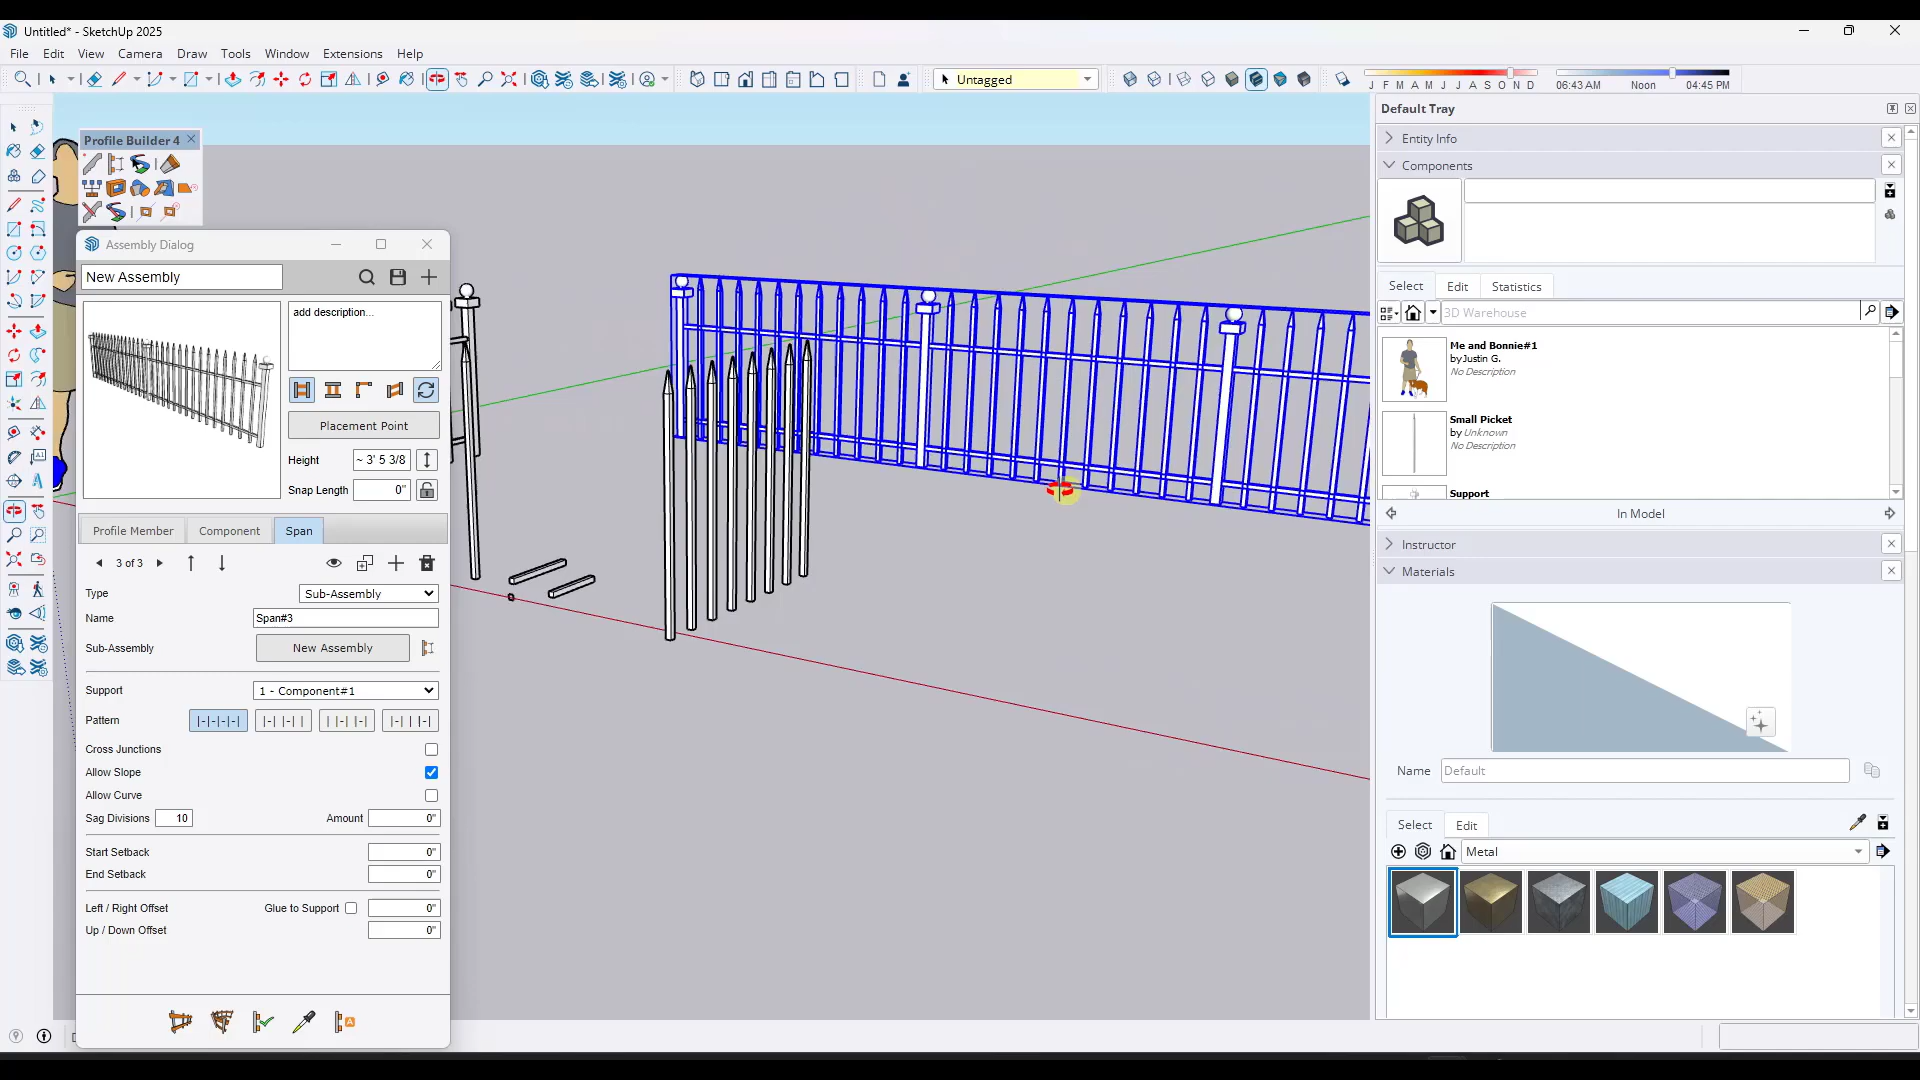 Untitled* - SketchUp 2025
File Edit View Camera Draw Tools Window Extensions Help
Untagged
J F M A M J J A S O N D
06:43 AM Noon 04:45 PM
Profile Builder 4
Assembly Dialog
New Assembly
add description...
Placement Point
Height ~ 3' 5 3/8
Snap Length 0"
Profile Member Component Span
3 of 3
Type Sub-Assembly
Name Span#3
Sub-Assembly New Assembly
Support 1 - Component#1
Pattern
Cross Junctions
Allow Slope
Allow Curve
Sag Divisions 10 Amount 0"
Start Setback 0"
End Setback 0"
Left / Right Offset Glue to Support 0"
Up / Down Offset 0"
Default Tray
Entity Info
Components
Select Edit Statistics
3D Warehouse
Me and Bonnie#1
by Justin G.
No Description
Small Picket
by Unknown
No Description
Support
In Model
Instructor
Materials
Name Default
Select Edit
Metal